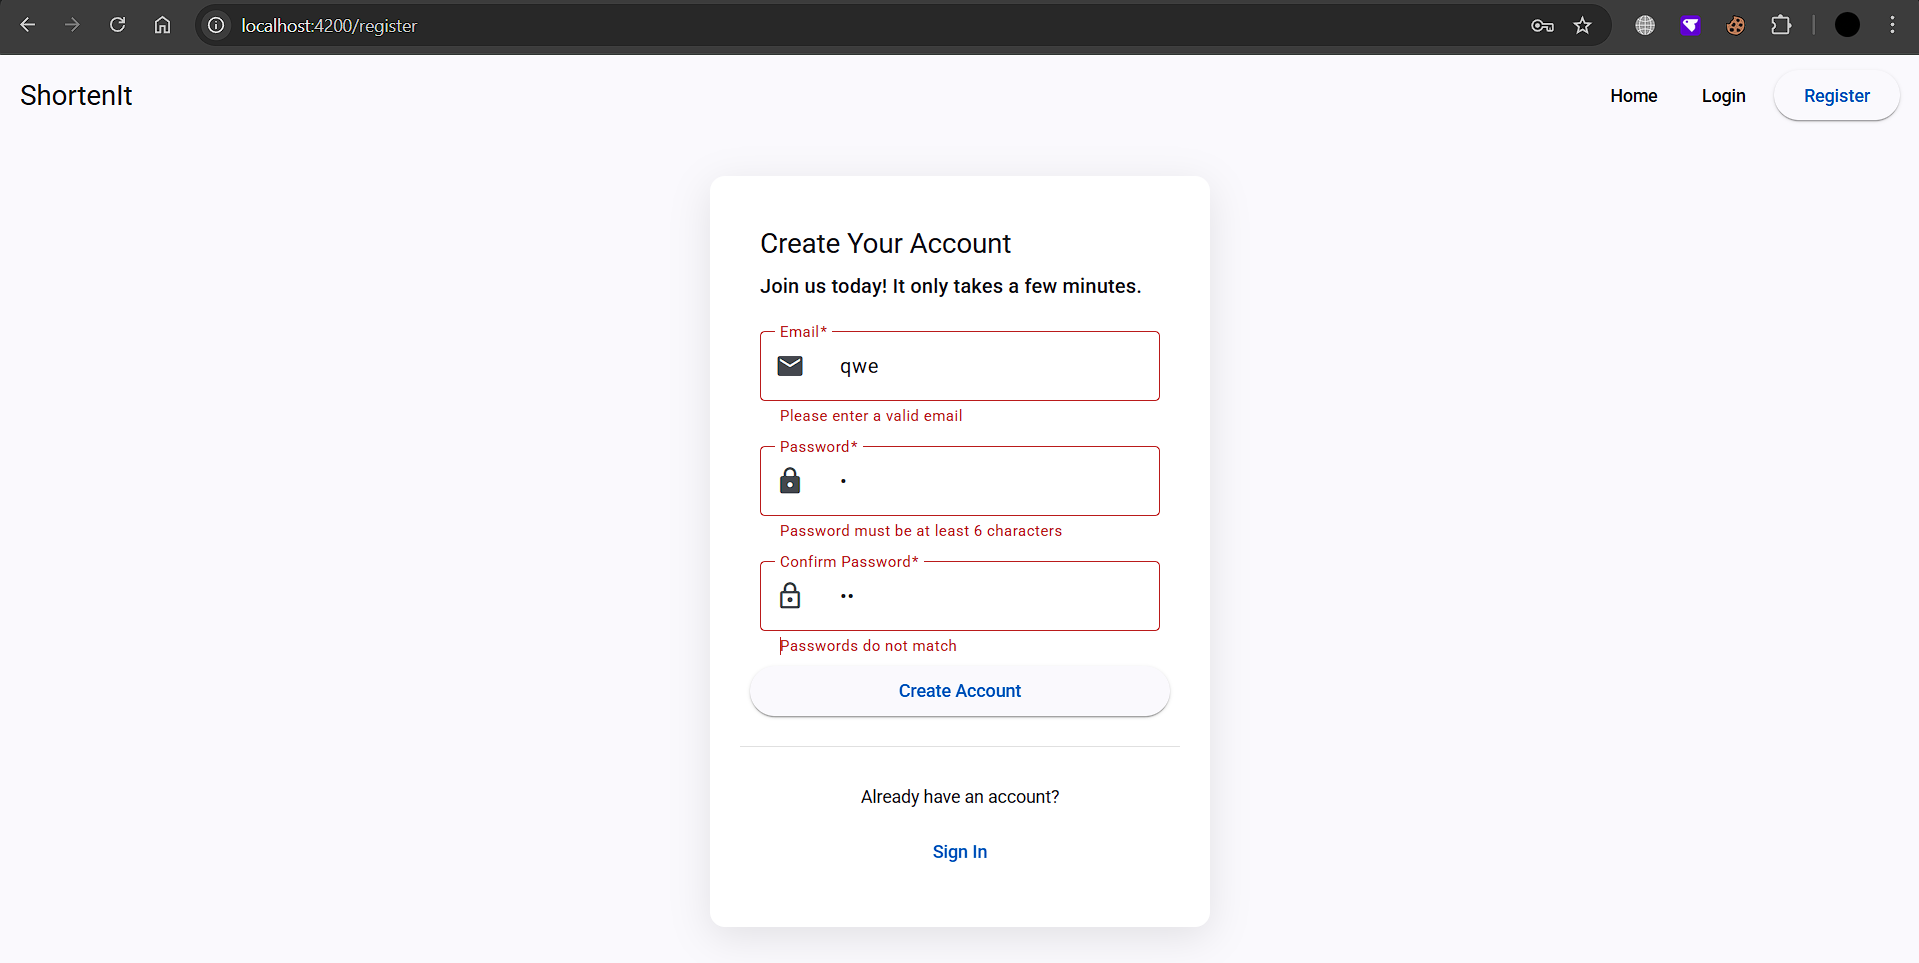 localhost:4200/register
ShortenIt
Home Login Register
Create Your Account
Join us today! It only takes a few minutes.
Email*
qwe
Please enter a valid email
Password*
•
Password must be at least 6 characters
Confirm Password*
••
Passwords do not match
Create Account
Already have an account?
Sign In